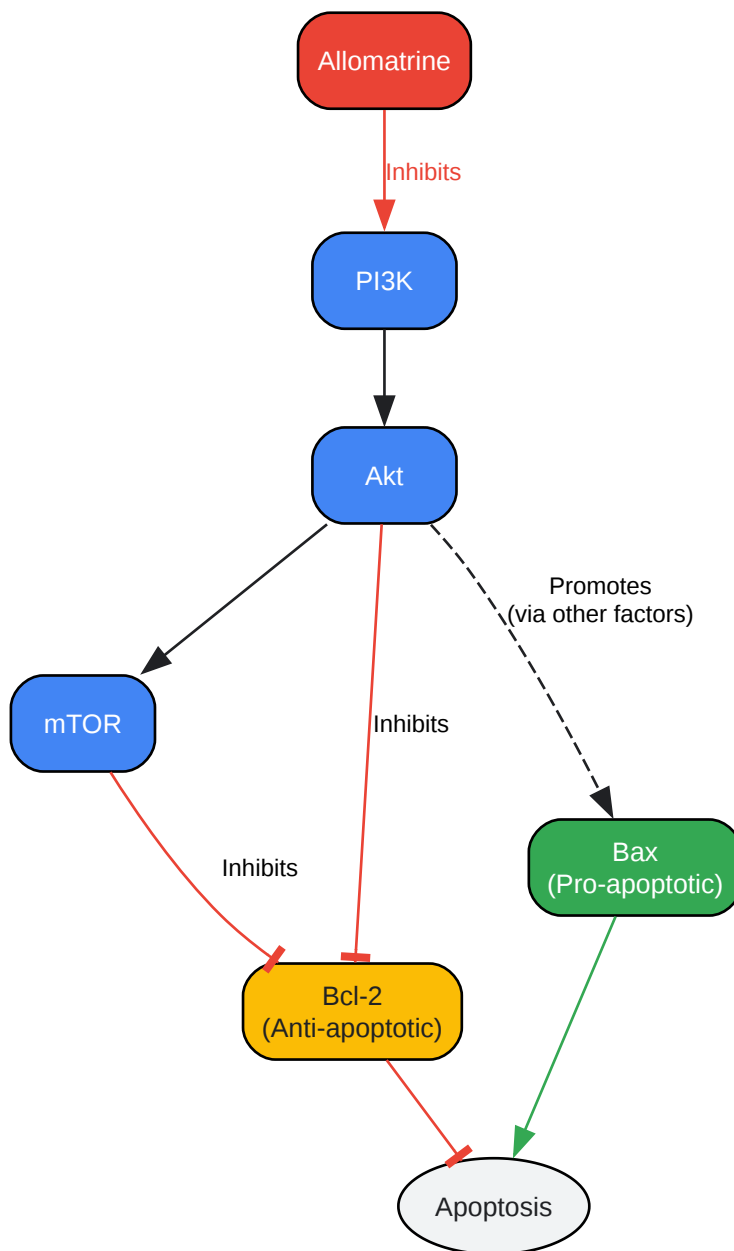 Allomatrine
Inhibits
PI3K
Akt
Promotes
(via other factors)
mTOR
Inhibits
Inhibits
Bax
(Pro-apoptotic)
Bcl-2
(Anti-apoptotic)
Apoptosis